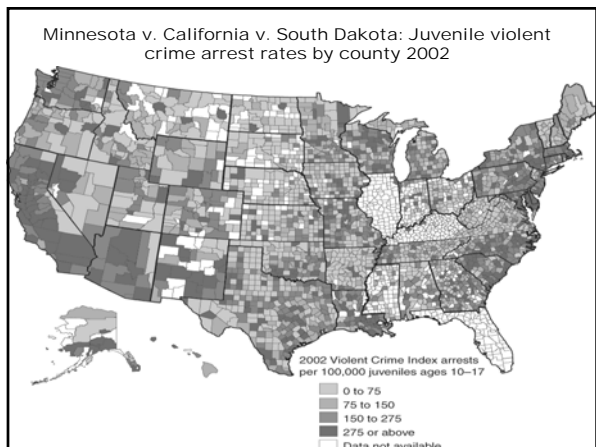 Minnesota v. California v. South Dakota: Juvenile violent
crime arrest rates by county 2002
2002 Violent Crime Index arrests
per 100,000 juveniles ages 10–17
0 to 75
75 to 150
150 to 275
275 or above
Data not available